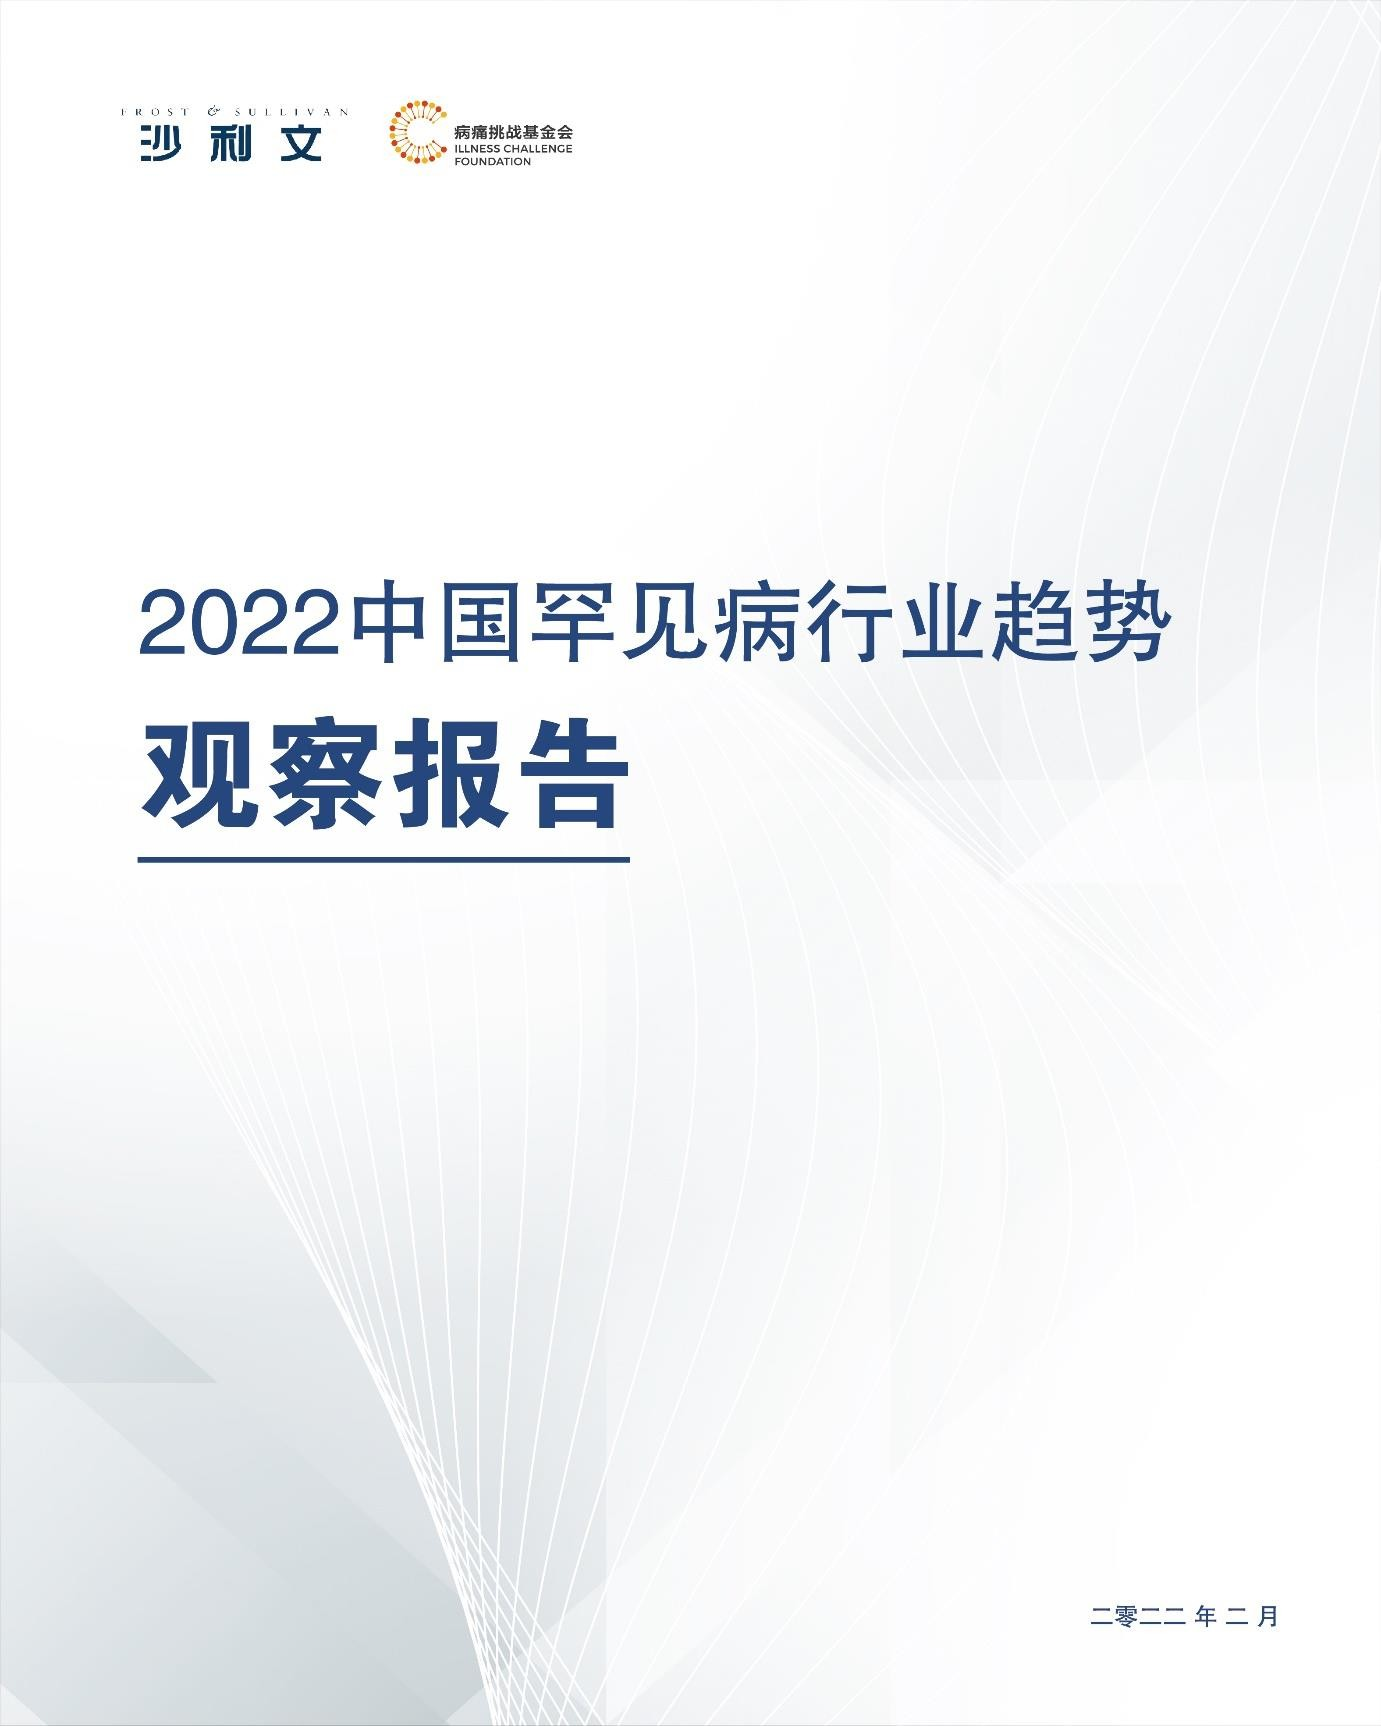 FROST & SULLIVAN
沙利文
病痛挑战基金会
ILLNESS CHALLENGE
FOUNDATION
2022中国罕见病行业趋势
观察报告
二零二二年二月